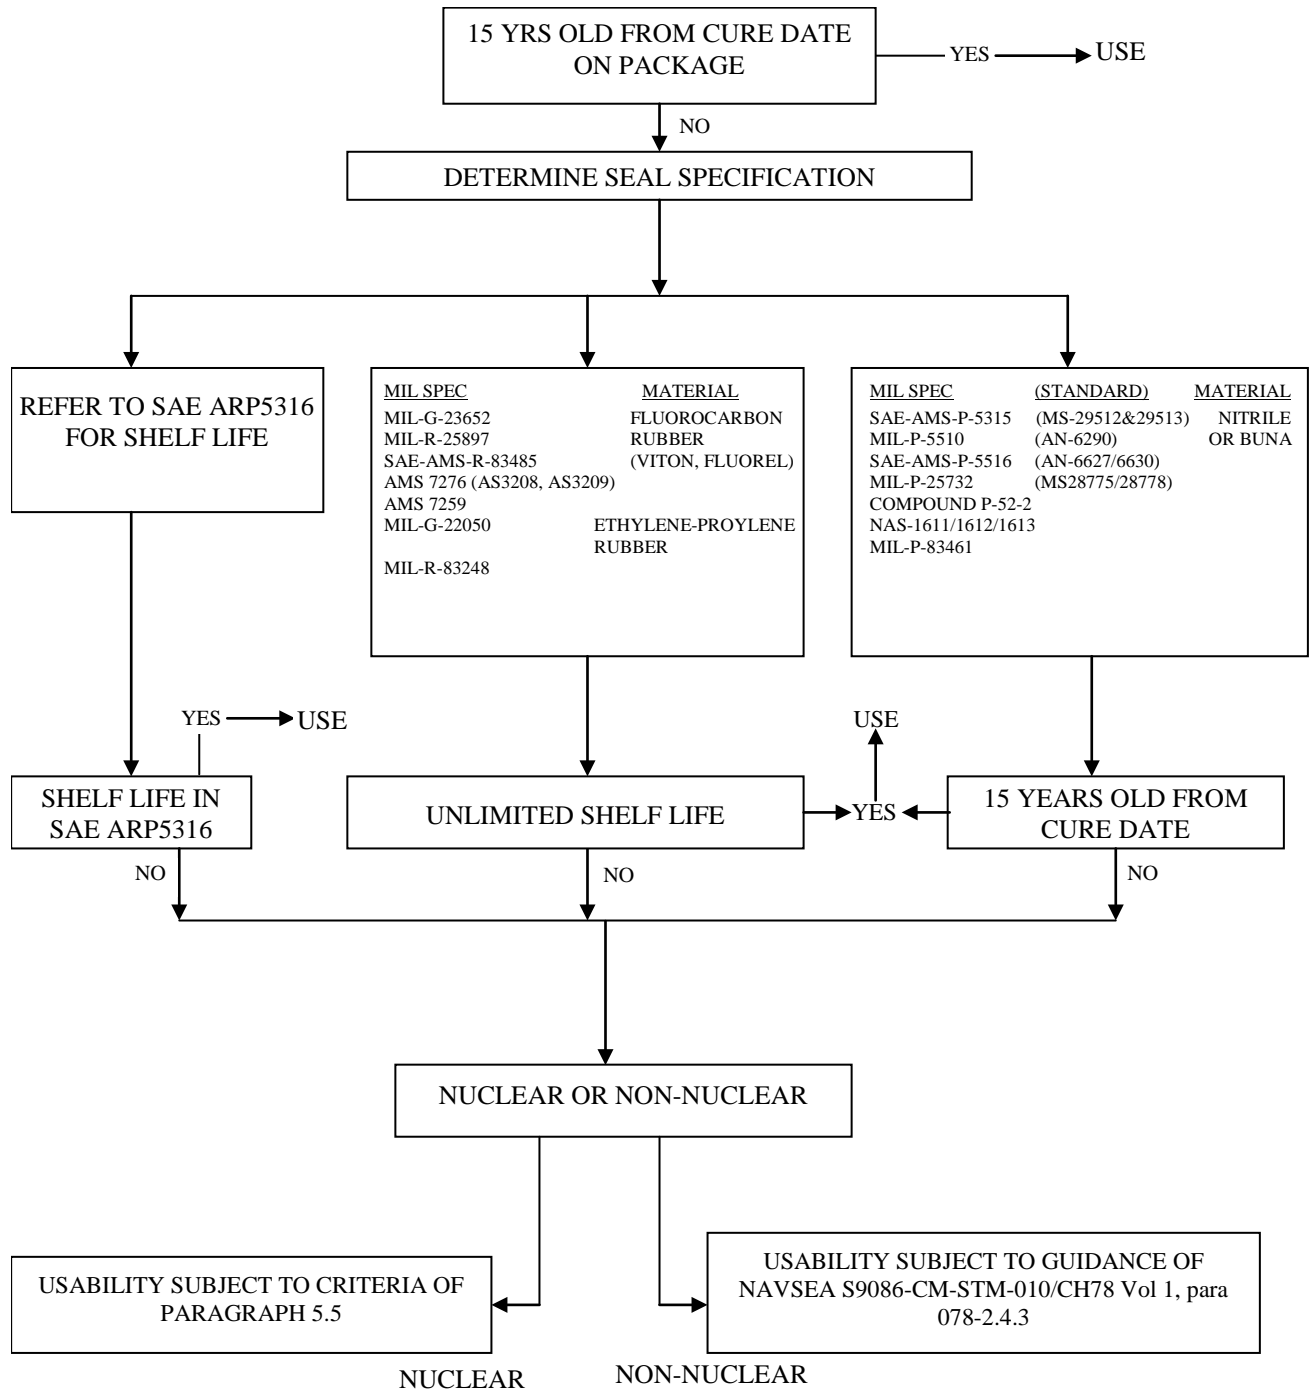 15 YRS OLD FROM CURE DATE
ON PACKAGE
YES
USE
NO
DETERMINE SEAL SPECIFICATION
REFER TO SAE ARP5316
FOR SHELF LIFE
MIL SPEC MATERIAL
MIL-G-23652 FLUOROCARBON
MIL-R-25897 RUBBER
SAE-AMS-R-83485 (VITON, FLUOREL)
AMS 7276 (AS3208, AS3209)
AMS 7259
MIL-G-22050 ETHYLENE-PROYLENE
RUBBER
MIL-R-83248
MIL SPEC (STANDARD) MATERIAL
SAE-AMS-P-5315 (MS-29512&29513) NITRILE
MIL-P-5510 (AN-6290) OR BUNA
SAE-AMS-P-5516 (AN-6627/6630)
MIL-P-25732 (MS28775/28778)
COMPOUND P-52-2
NAS-1611/1612/1613
MIL-P-83461
YES
USE
USE
SHELF LIFE IN
SAE ARP5316
UNLIMITED SHELF LIFE
YES
15 YEARS OLD FROM
CURE DATE
NO
NO
NO
NUCLEAR OR NON-NUCLEAR
USABILITY SUBJECT TO CRITERIA OF
PARAGRAPH 5.5
USABILITY SUBJECT TO GUIDANCE OF
NAVSEA S9086-CM-STM-010/CH78 Vol 1, para
078-2.4.3
NUCLEAR
NON-NUCLEAR